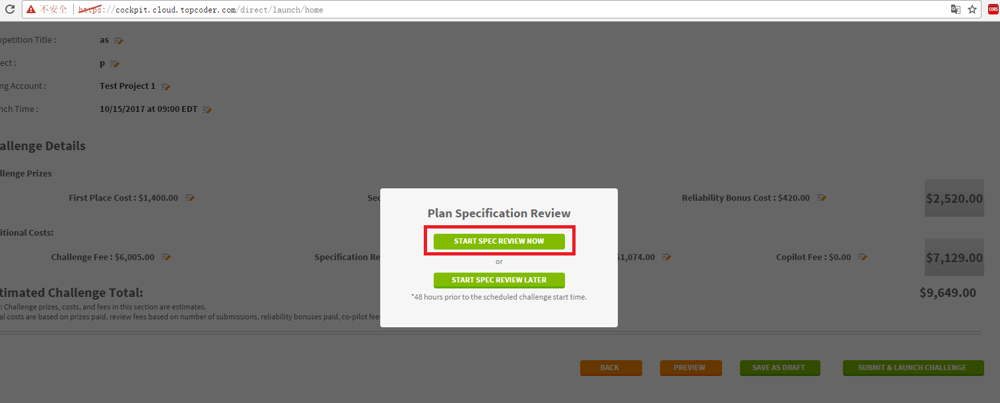 不安全 https://cockpit.cloud.topcoder.com/direct/launch/home CORS
mpetition Title : as
ect : p
ng Account : Test Project 1
nch Time : 10/15/2017 at 09:00 EDT
allenge Details
llenge Prizes
First Place Cost : $1,400.00 Sec Reliability Bonus Cost : $420.00 $2,520.00
Plan Specification Review
START SPEC REVIEW NOW
or
START SPEC REVIEW LATER
*48 hours prior to the scheduled challenge start time.
itional Costs:
Challenge Fee : $6,005.00 Specification Re $1,074.00 Copilot Fee : $0.00 $7,129.00
timated Challenge Total: $9,649.00
: Challenge prizes, costs, and fees in this section are estimates.
al costs are based on prizes paid, review fees based on number of submissions, reliability bonuses paid, co-pilot fees
BACK PREVIEW SAVE AS DRAFT SUBMIT & LAUNCH CHALLENGE